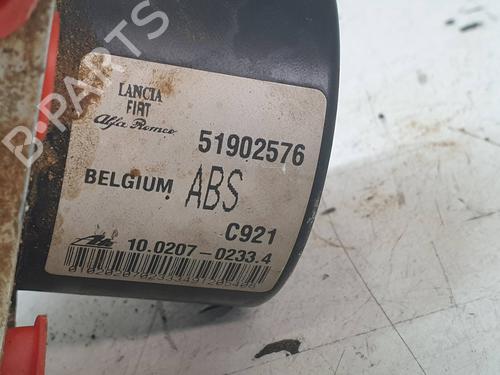 LANCIA
FIAT
Alfa Romeo
51902576
BELGIUM ABS
C921
10.0207-0233.4
B-PARTS